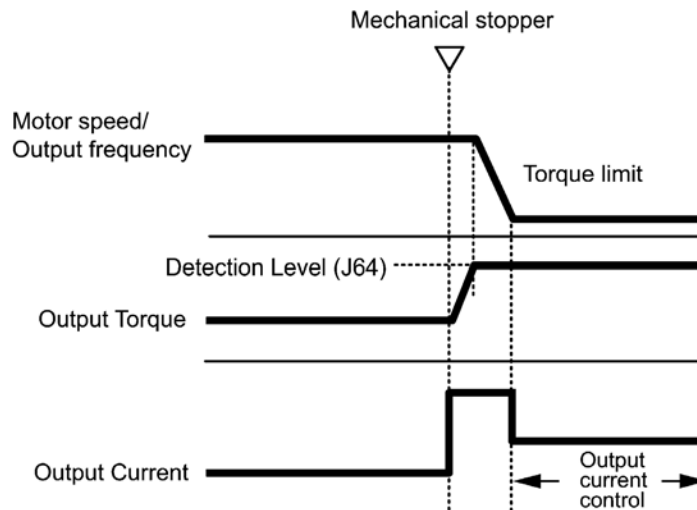 Mechanical stopper
Motor speed/
Output frequency
Torque limit
Detection Level (J64)
Output Torque
Output Current
Output
current
control